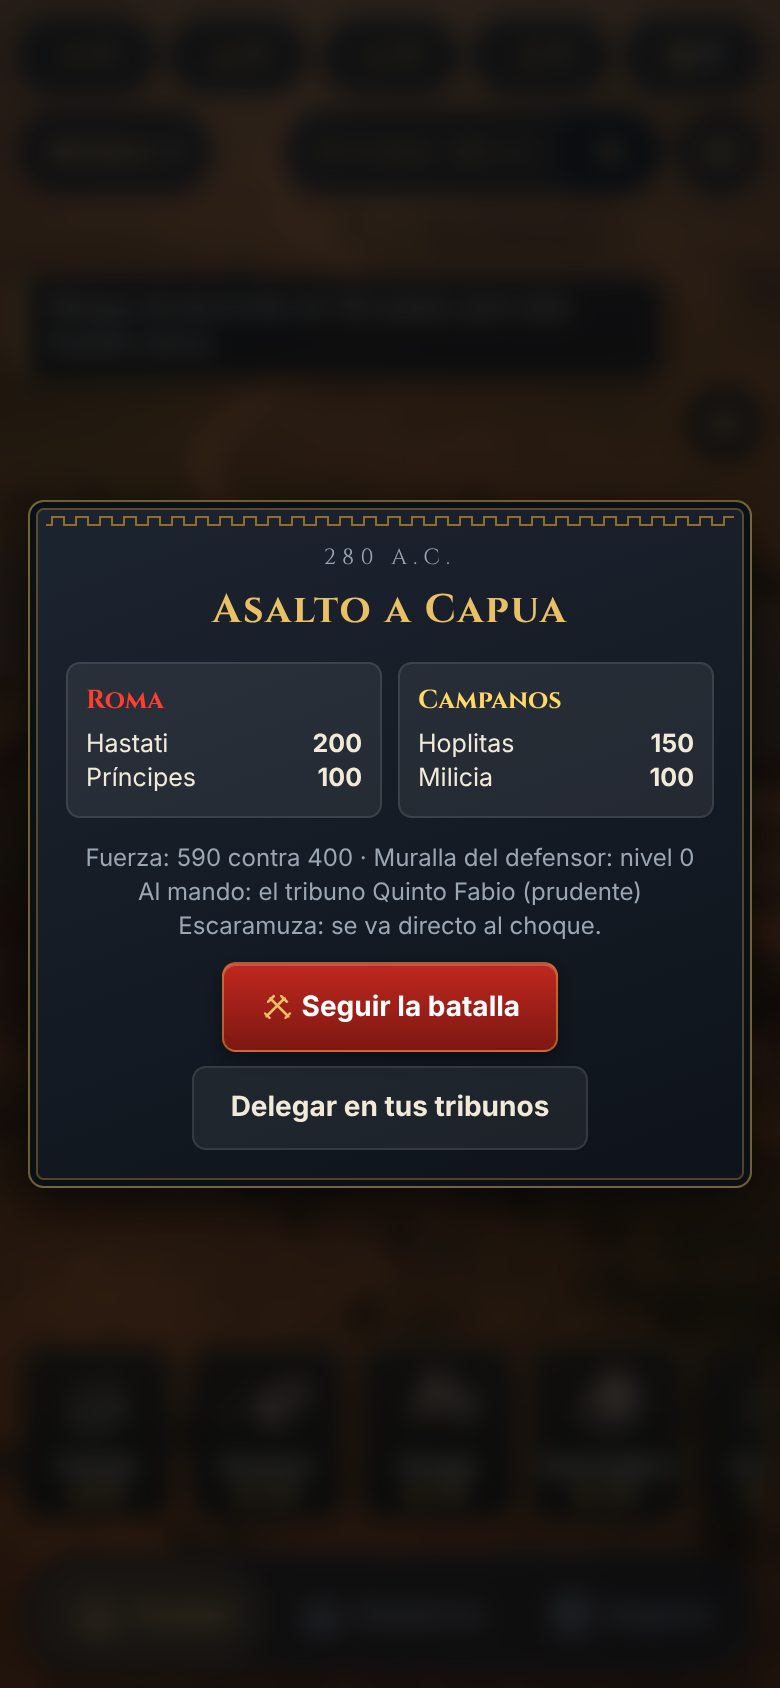 280 A.C.
Asalto a Capua
Roma
Hastati 200
Príncipes 100
Campanos
Hoplitas 150
Milicia 100
Fuerza: 590 contra 400 · Muralla del defensor: nivel 0
Al mando: el tribuno Quinto Fabio (prudente)
Escaramuza: se va directo al choque.
Seguir la batalla
Delegar en tus tribunos